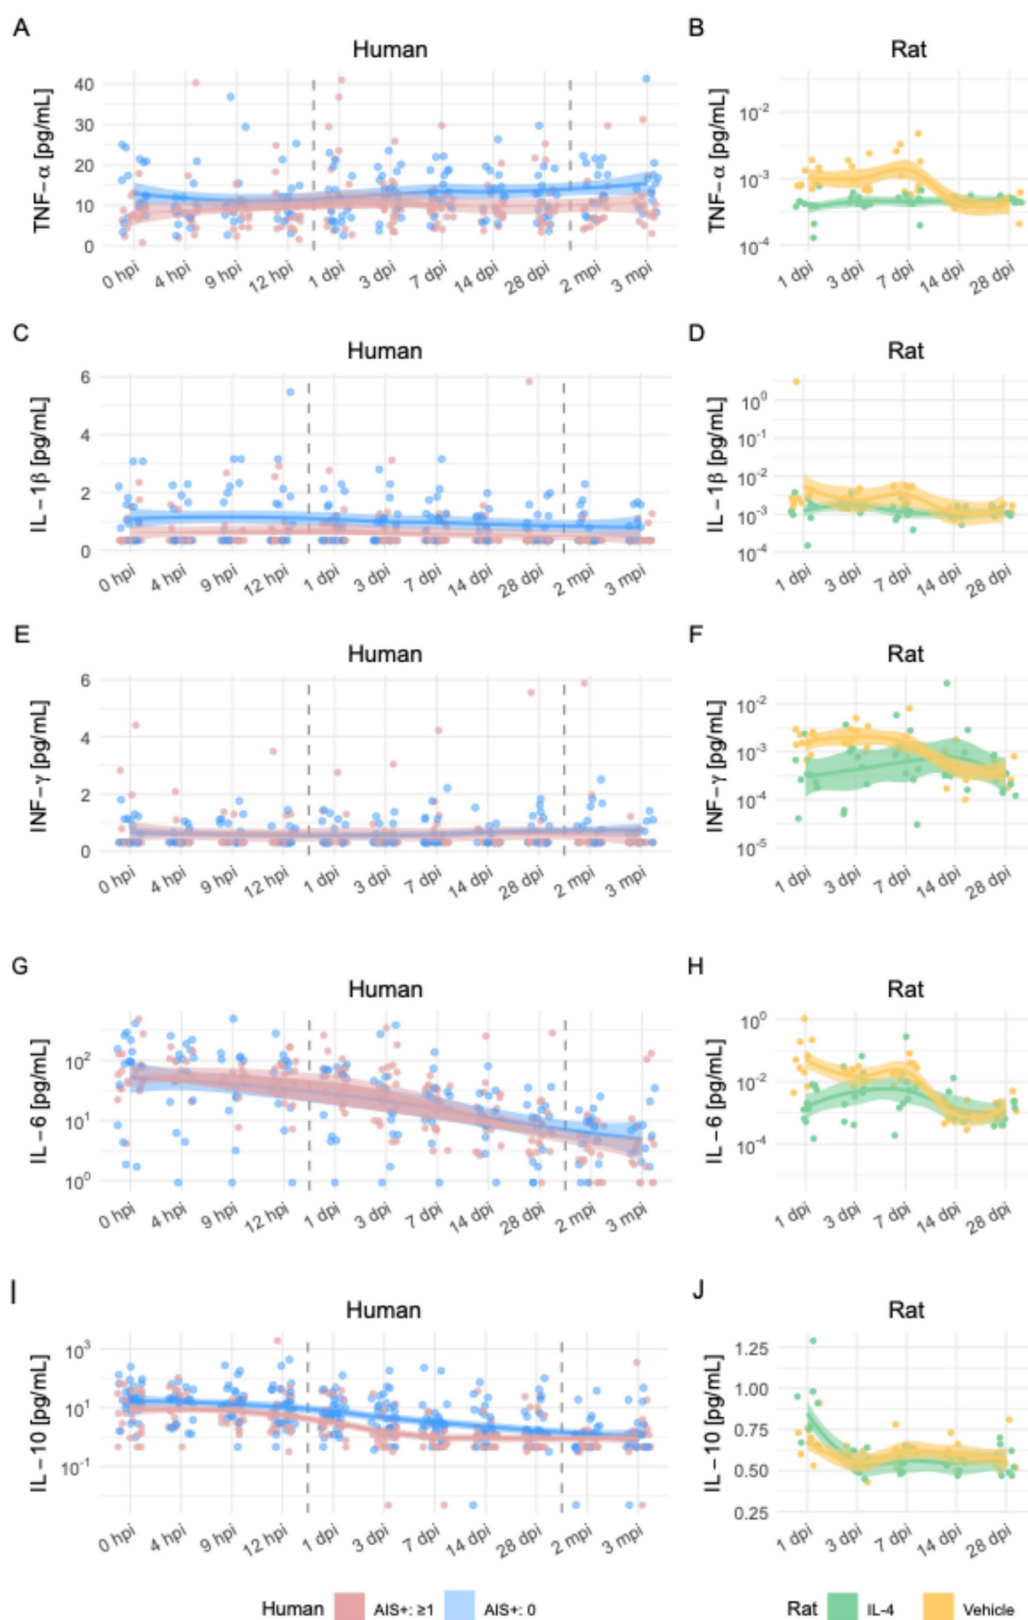 A
Human
TNF−α [pg/mL]
40
30
20
10
0
0 hpi
4 hpi
9 hpi
12 hpi
1 dpi
3 dpi
7 dpi
14 dpi
28 dpi
2 mpi
3 mpi
B
Rat
TNF−α [pg/mL]
10⁻²
10⁻³
10⁻⁴
1 dpi
3 dpi
7 dpi
14 dpi
28 dpi
C
Human
IL−1β [pg/mL]
6
4
2
0
0 hpi
4 hpi
9 hpi
12 hpi
1 dpi
3 dpi
7 dpi
14 dpi
28 dpi
2 mpi
3 mpi
D
Rat
IL−1β [pg/mL]
10⁰
10⁻¹
10⁻²
10⁻³
10⁻⁴
1 dpi
3 dpi
7 dpi
14 dpi
28 dpi
E
Human
INF−γ [pg/mL]
6
4
2
0
0 hpi
4 hpi
9 hpi
12 hpi
1 dpi
3 dpi
7 dpi
14 dpi
28 dpi
2 mpi
3 mpi
F
Rat
INF−γ [pg/mL]
10⁻²
10⁻³
10⁻⁴
10⁻⁵
1 dpi
3 dpi
7 dpi
14 dpi
28 dpi
G
Human
IL−6 [pg/mL]
10²
10¹
10⁰
0 hpi
4 hpi
9 hpi
12 hpi
1 dpi
3 dpi
7 dpi
14 dpi
28 dpi
2 mpi
3 mpi
H
Rat
IL−6 [pg/mL]
10⁰
10⁻²
10⁻⁴
1 dpi
3 dpi
7 dpi
14 dpi
28 dpi
I
Human
IL−10 [pg/mL]
10³
10¹
10⁻¹
0 hpi
4 hpi
9 hpi
12 hpi
1 dpi
3 dpi
7 dpi
14 dpi
28 dpi
2 mpi
3 mpi
J
Rat
IL−10 [pg/mL]
1.25
1.00
0.75
0.50
0.25
1 dpi
3 dpi
7 dpi
14 dpi
28 dpi
Human AIS+: ≥1 AIS+: 0
Rat IL-4 Vehicle